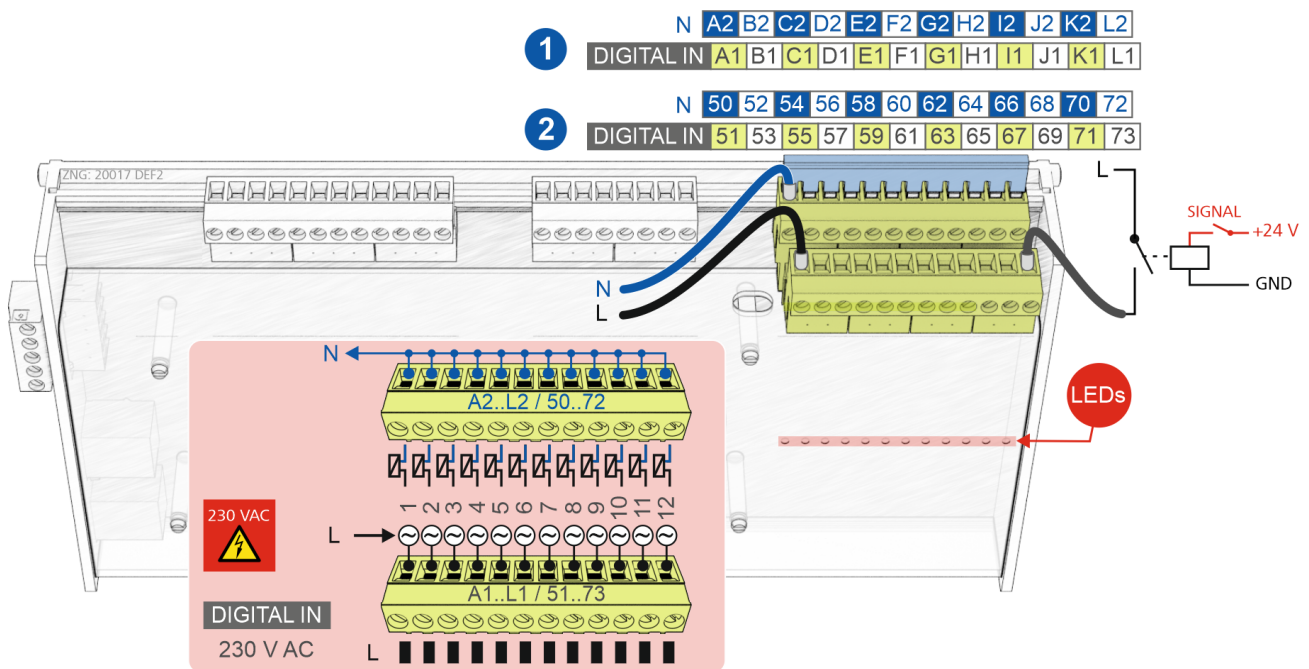 N A2 B2 C2 D2 E2 F2 G2 H2 I2 J2 K2 L2
1
DIGITAL IN A1 B1 C1 D1 E1 F1 G1 H1 I1 J1 K1 L1
N 50 52 54 56 58 60 62 64 66 68 70 72
2
DIGITAL IN 51 53 55 57 59 61 63 65 67 69 71 73
ZNG: 20017 DEF2
L
SIGNAL
+24 V
GND
N
L
LEDs
N
A2..L2 / 50..72
1 2 3 4 5 6 7 8 9 10 11 12
230 VAC
L
A1..L1 / 51..73
DIGITAL IN
230 V AC
L